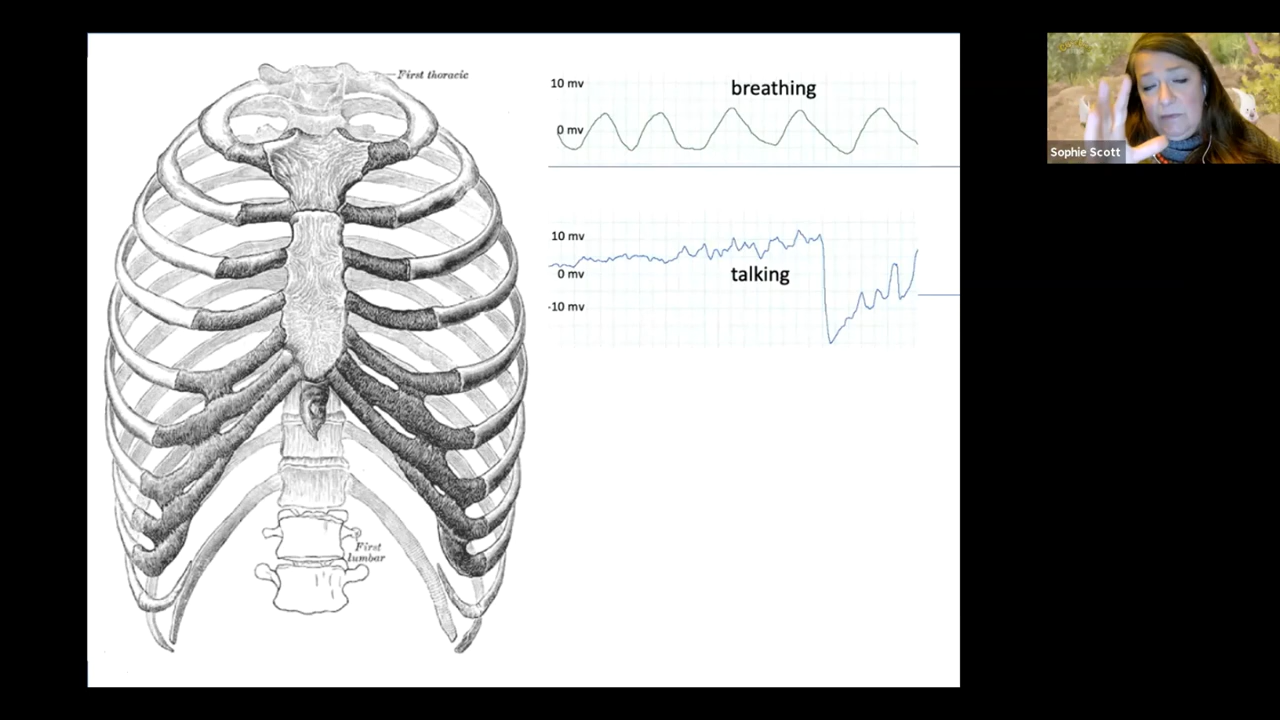 First thoracic
First
lumbar
10 mv
breathing
0 mv
10 mv
0 mv
talking
-10 mv
Sophie Scott